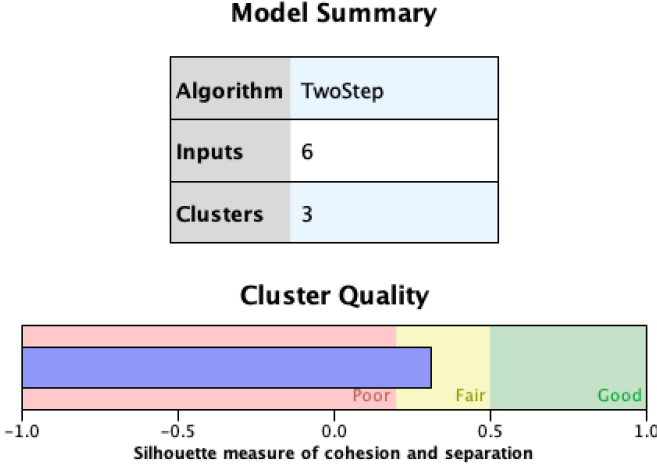 Model Summary
Algorithm TwoStep
Inputs 6
Clusters 3
Cluster Quality
Poor Fair Good
-1.0 -0.5 0.0 0.5 1.0
Silhouette measure of cohesion and separation